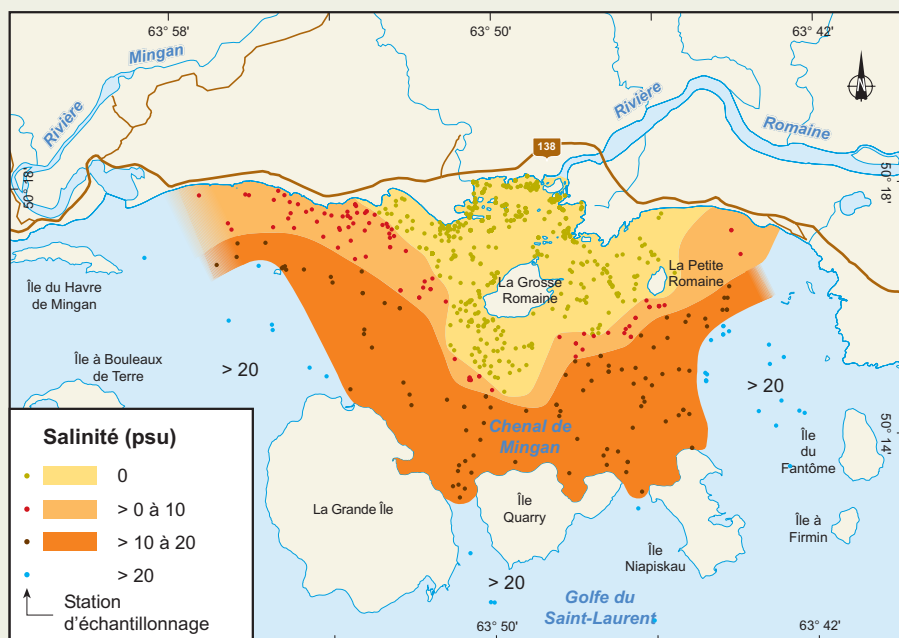 63° 58'
63° 50'
63° 42'
Rivière
Mingan
Rivière
Romaine
138
50° 18'
50° 18'
La Grosse
Romaine
La Petite
Romaine
Île du Havre
de Mingan
Île à Bouleaux
de Terre
> 20
> 20
Chenal de
Mingan
50° 14'
Île
du
Fantôme
Île à
Firmin
La Grande Île
Île
Quarry
Île
Niapiskau
> 20
Golfe du
Saint-Laurent
63° 50'
63° 42'
Salinité (psu)
0
> 0 à 10
> 10 à 20
> 20
Station
d'échantillonnage